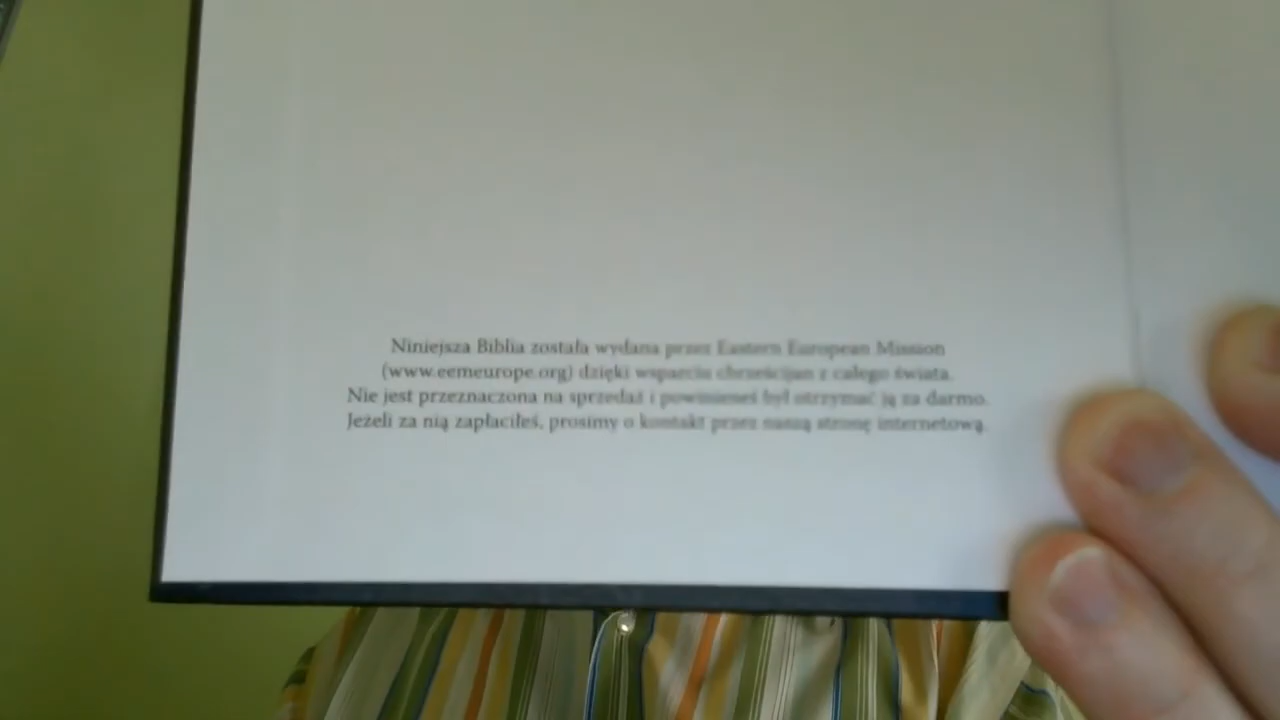 Niniejsza Biblia została wydana przez Eastern European Mission
(www.eemeurope.org) dzięki wsparciu chrześcijan z całego świata.
Nie jest przeznaczona na sprzedaż i powinieneś był otrzymać ją za darmo.
Jeżeli za nią zapłaciłeś, prosimy o kontakt przez naszą stronę internetową.